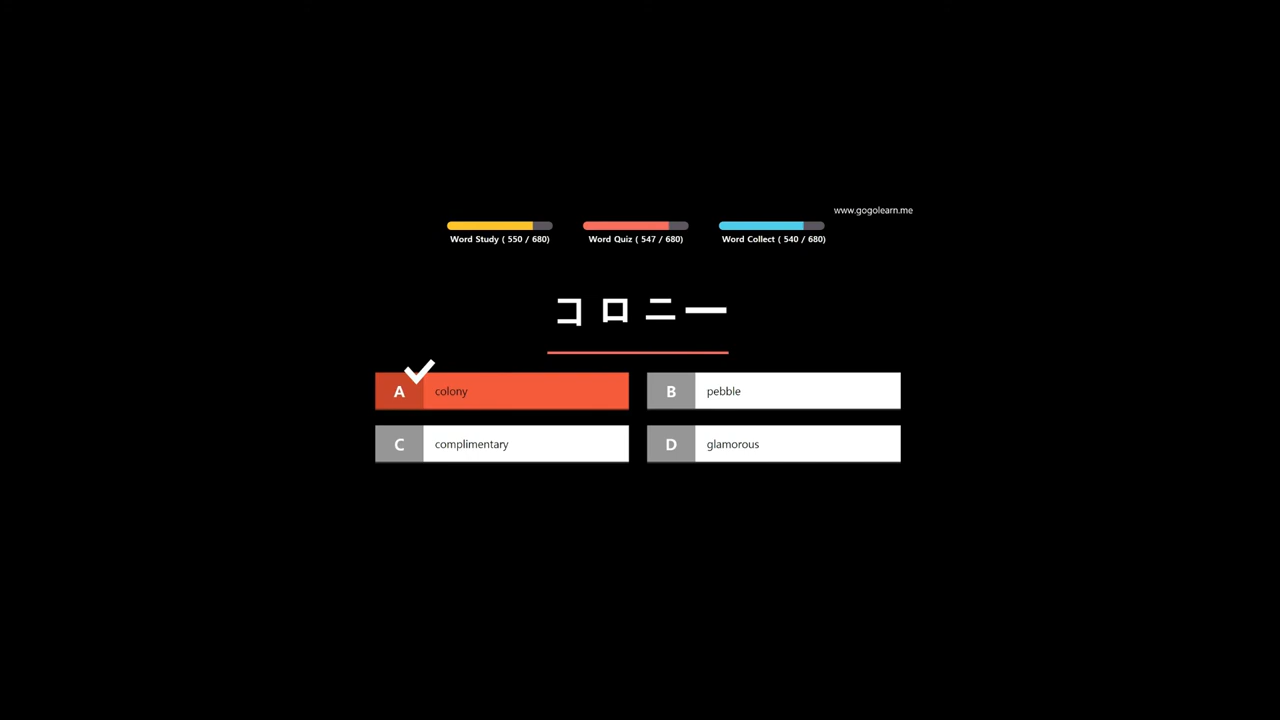 www.gogolearn.me
Word Study ( 550 / 680)
Word Quiz ( 547 / 680)
Word Collect ( 540 / 680)
コロニー
A colony
B pebble
C complimentary
D glamorous